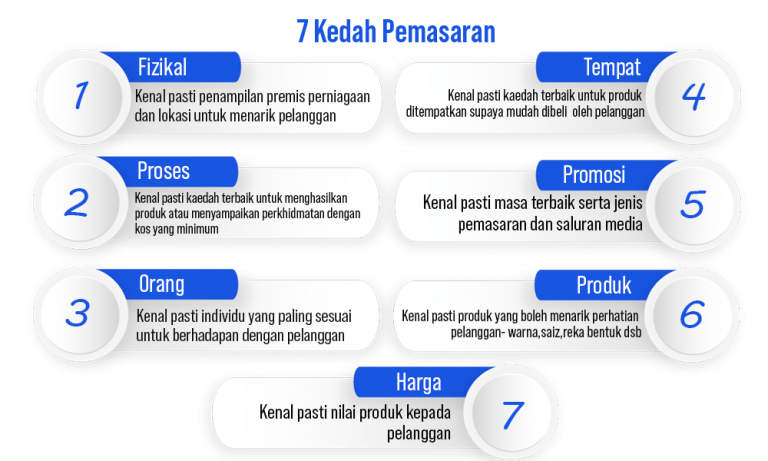 7 Kedah Pemasaran
1
Fizikal
Kenal pasti penampilan premis perniagaan
dan lokasi untuk menarik pelanggan
2
Proses
Kenal pasti kaedah terbaik untuk menghasilkan
produk atau menyampaikan perkhidmatan dengan
kos yang minimum
3
Orang
Kenal pasti individu yang paling sesuai
untuk berhadapan dengan pelanggan
4
Tempat
Kenal pasti kaedah terbaik untuk produk
ditempatkan supaya mudah dibeli oleh pelanggan
5
Promosi
Kenal pasti masa terbaik serta jenis
pemasaran dan saluran media
6
Produk
Kenal pasti produk yang boleh menarik perhatian
pelanggan- warna,saiz,reka bentuk dsb
7
Harga
Kenal pasti nilai produk kepada
pelanggan